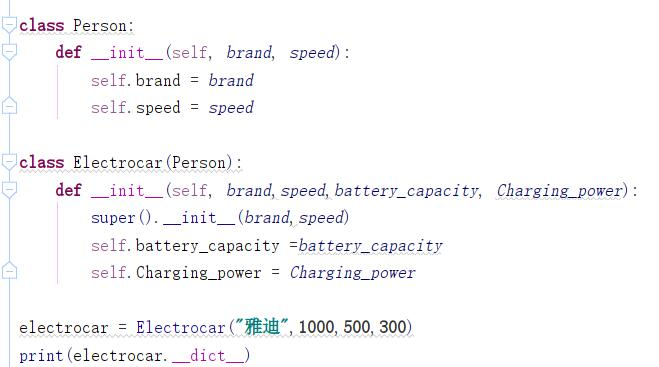 class Person:
    def __init__(self, brand, speed):
        self.brand = brand
        self.speed = speed
class Electrocar(Person):
    def __init__(self, brand,speed,battery_capacity, Charging_power):
        super().__init__(brand,speed)
        self.battery_capacity =battery_capacity
        self.Charging_power = Charging_power
electrocar = Electrocar("雅迪",1000,500,300)
print(electrocar.__dict__)